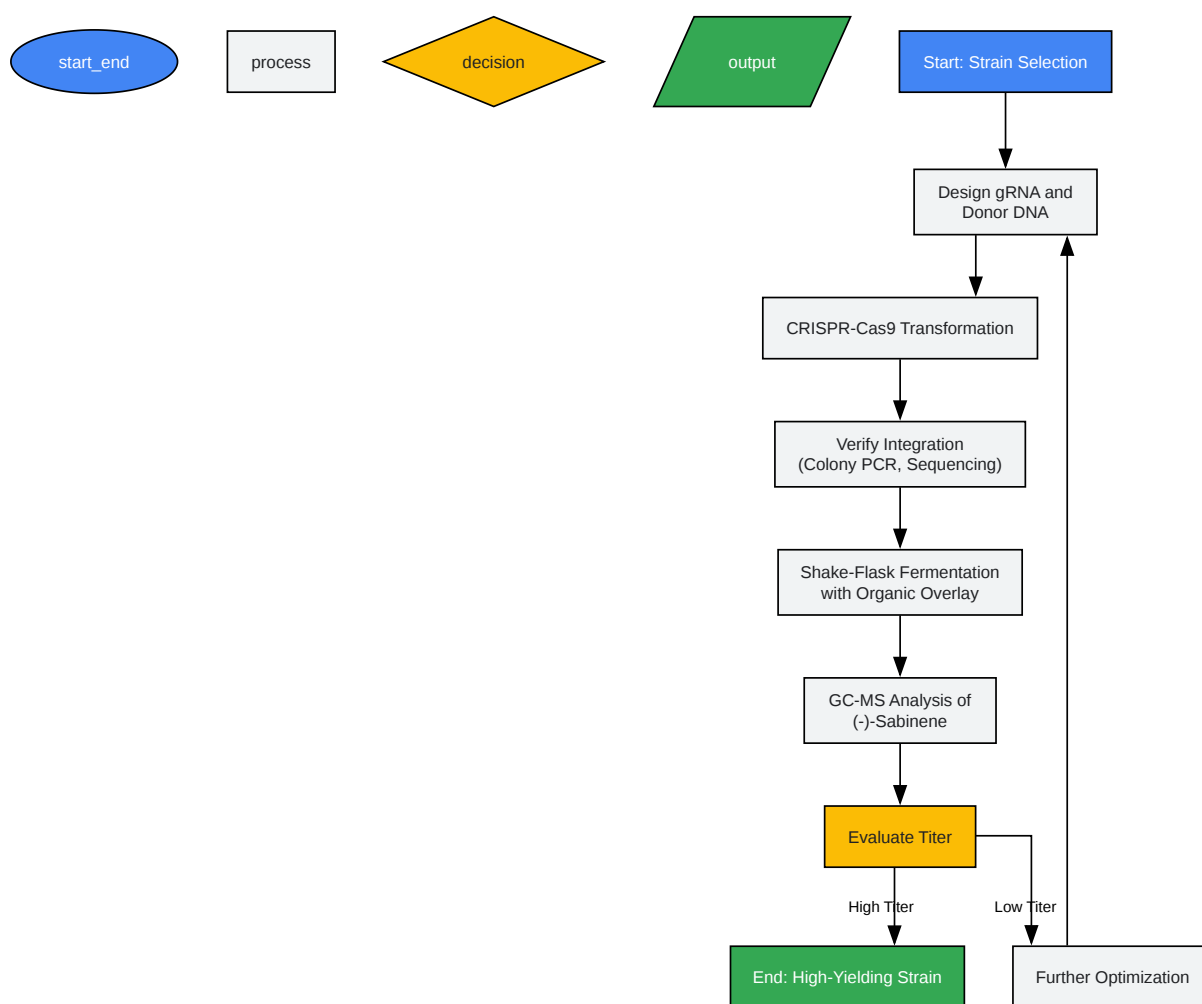 start_end
process
decision
output
Start: Strain Selection
Design gRNA and
Donor DNA
CRISPR-Cas9 Transformation
Verify Integration
(Colony PCR, Sequencing)
Shake-Flask Fermentation
with Organic Overlay
GC-MS Analysis of
(-)-Sabinene
Evaluate Titer
High Titer
Low Titer
End: High-Yielding Strain
Further Optimization